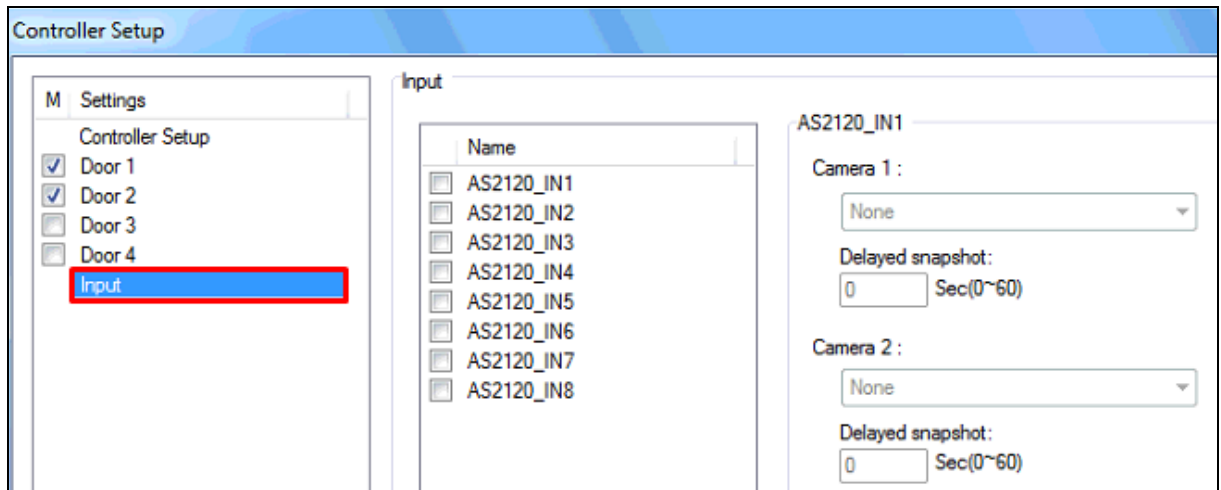 Controller Setup
M Settings
Controller Setup
Door 1
Door 2
Door 3
Door 4
Input
Input
Name
AS2120_IN1
AS2120_IN2
AS2120_IN3
AS2120_IN4
AS2120_IN5
AS2120_IN6
AS2120_IN7
AS2120_IN8
AS2120_IN1
Camera 1 :
None
Delayed snapshot:
0 Sec(0~60)
Camera 2 :
None
Delayed snapshot:
0 Sec(0~60)